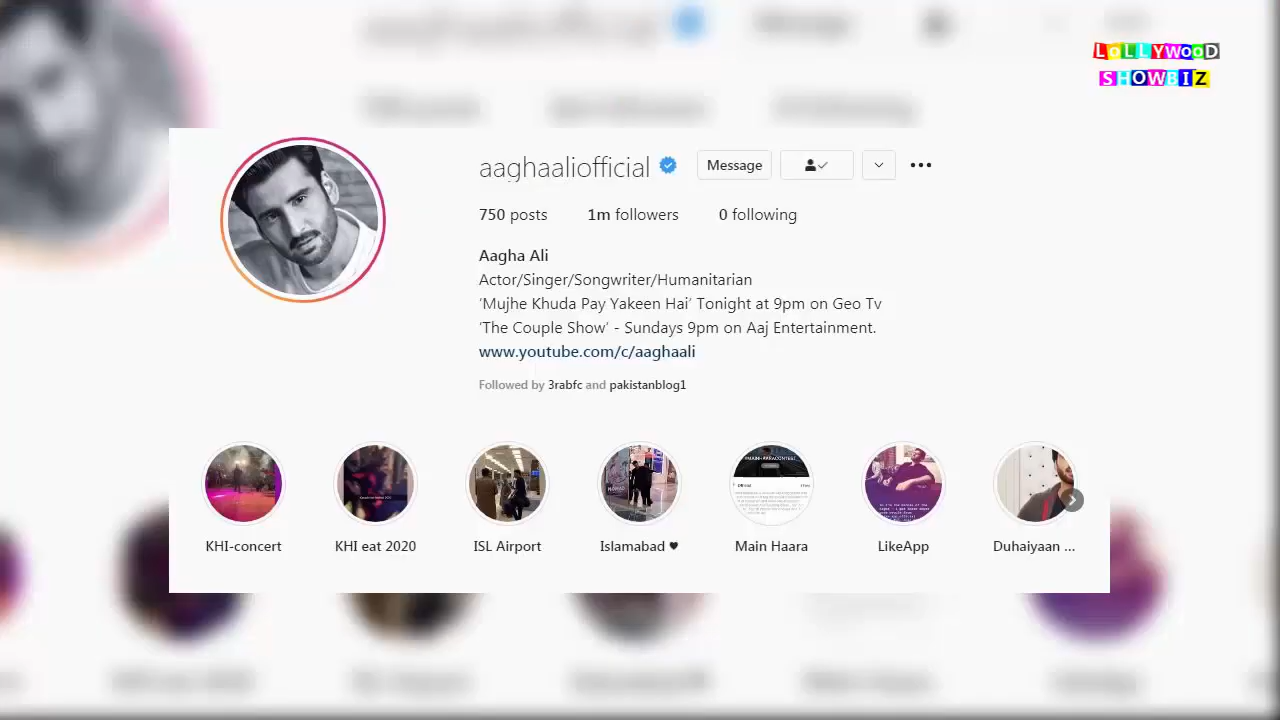 LOLLYWOOD
SHOWBIZ
aaghaaliofficial
Message
750 posts 1m followers 0 following
Aagha Ali
Actor/Singer/Songwriter/Humanitarian
‘Mujhe Khuda Pay Yakeen Hai’ Tonight at 9pm on Geo Tv
‘The Couple Show’ - Sundays 9pm on Aaj Entertainment.
www.youtube.com/c/aaghaali
Followed by 3rabfc and pakistanblog1
KHI-concert KHI eat 2020 ISL Airport Islamabad ♥ Main Haara LikeApp Duhaiyaan ...